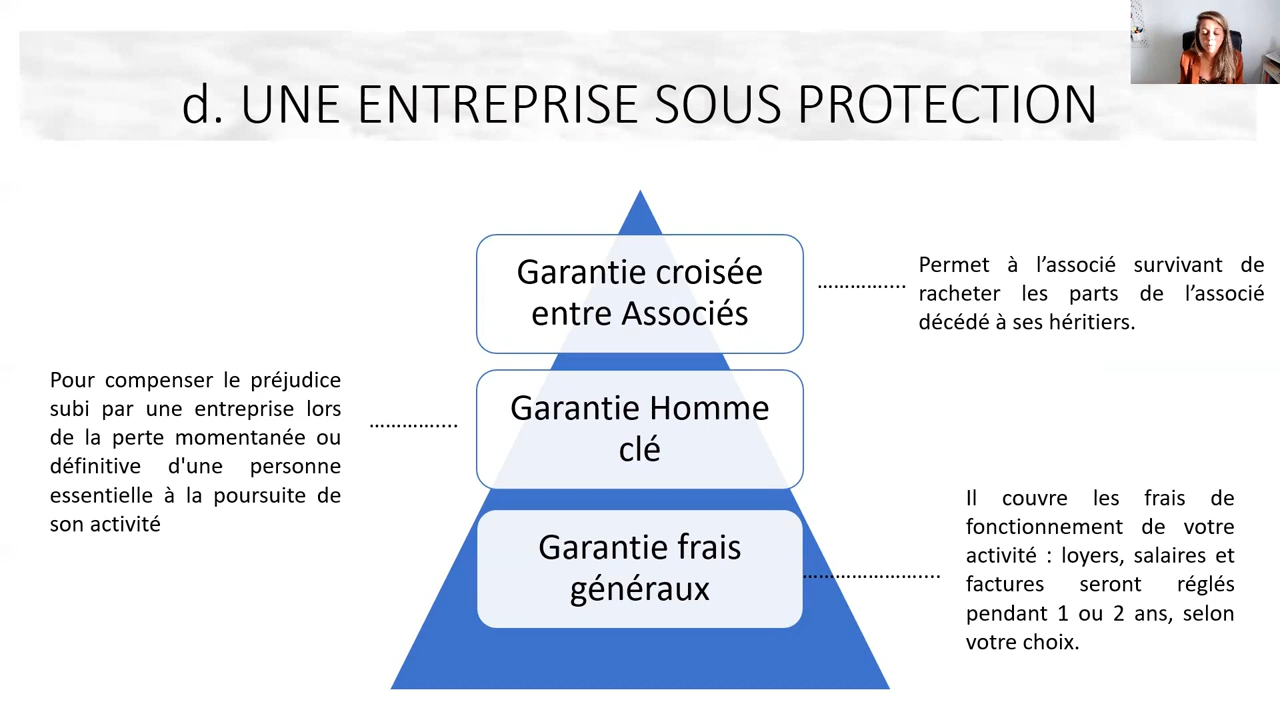 d. UNE ENTREPRISE SOUS PROTECTION
Garantie croisée
entre Associés
Permet à l’associé survivant de
racheter les parts de l’associé
décédé à ses héritiers.
Pour compenser le préjudice
subi par une entreprise lors
de la perte momentanée ou
définitive d'une personne
essentielle à la poursuite de
son activité
Garantie Homme
clé
Garantie frais
généraux
Il couvre les frais de
fonctionnement de votre
activité : loyers, salaires et
factures seront réglés
pendant 1 ou 2 ans, selon
votre choix.